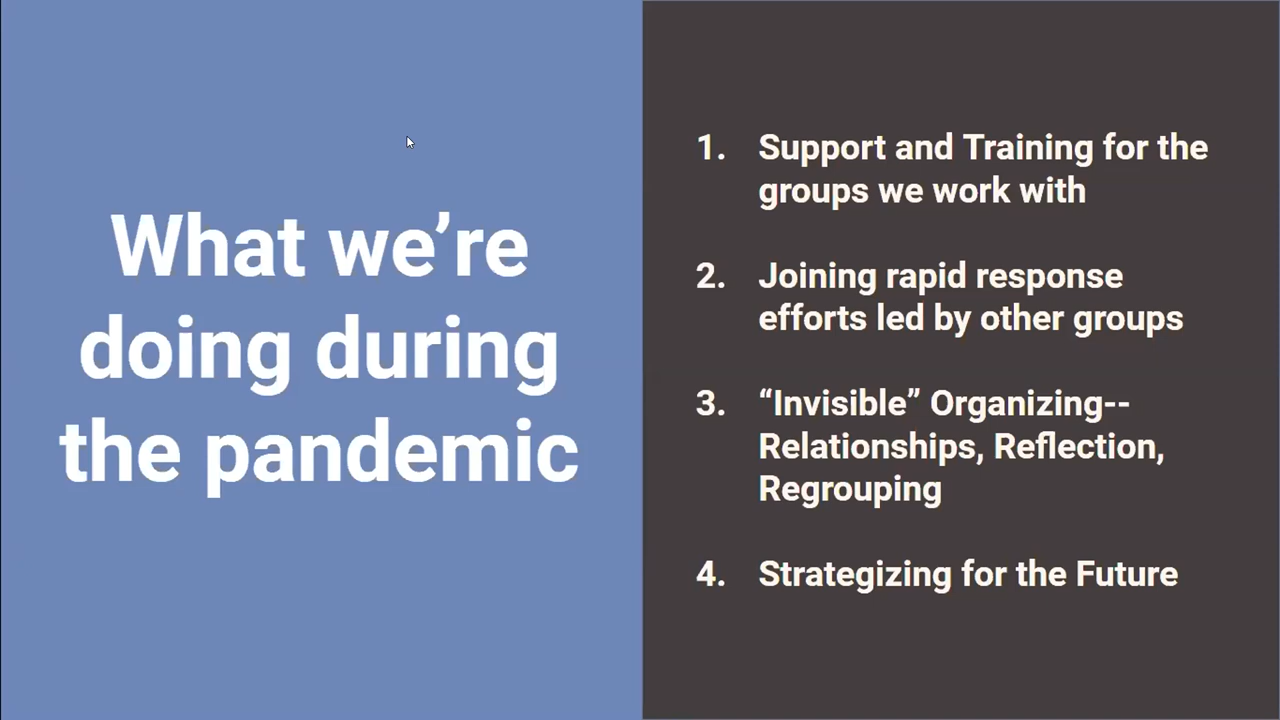 What we’re
doing during
the pandemic
1. Support and Training for the
groups we work with
2. Joining rapid response
efforts led by other groups
3. “Invisible” Organizing--
Relationships, Reflection,
Regrouping
4. Strategizing for the Future